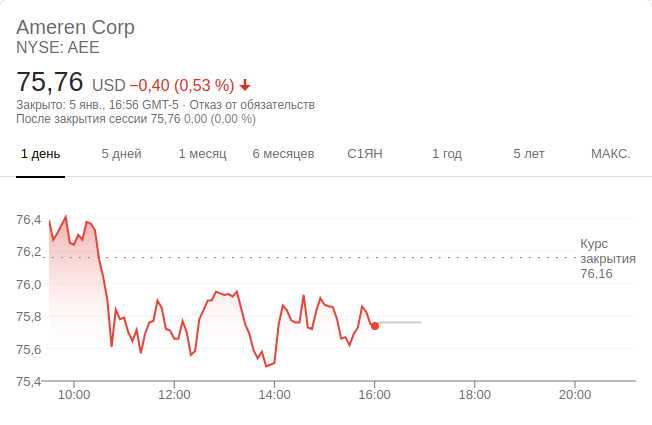 Ameren Corp
NYSE: AEE
75,76 USD −0,40 (0,53 %)
Закрыто: 5 янв., 16:56 GMT-5 · Отказ от обязательств
После закрытия сессии 75,76 0,00 (0,00 %)
1 день 5 дней 1 месяц 6 месяцев С1ЯН 1 год 5 лет МАКС.
76,4
76,2
76,0
75,8
75,6
75,4
Курс
закрытия
76,16
10:00 12:00 14:00 16:00 18:00 20:00